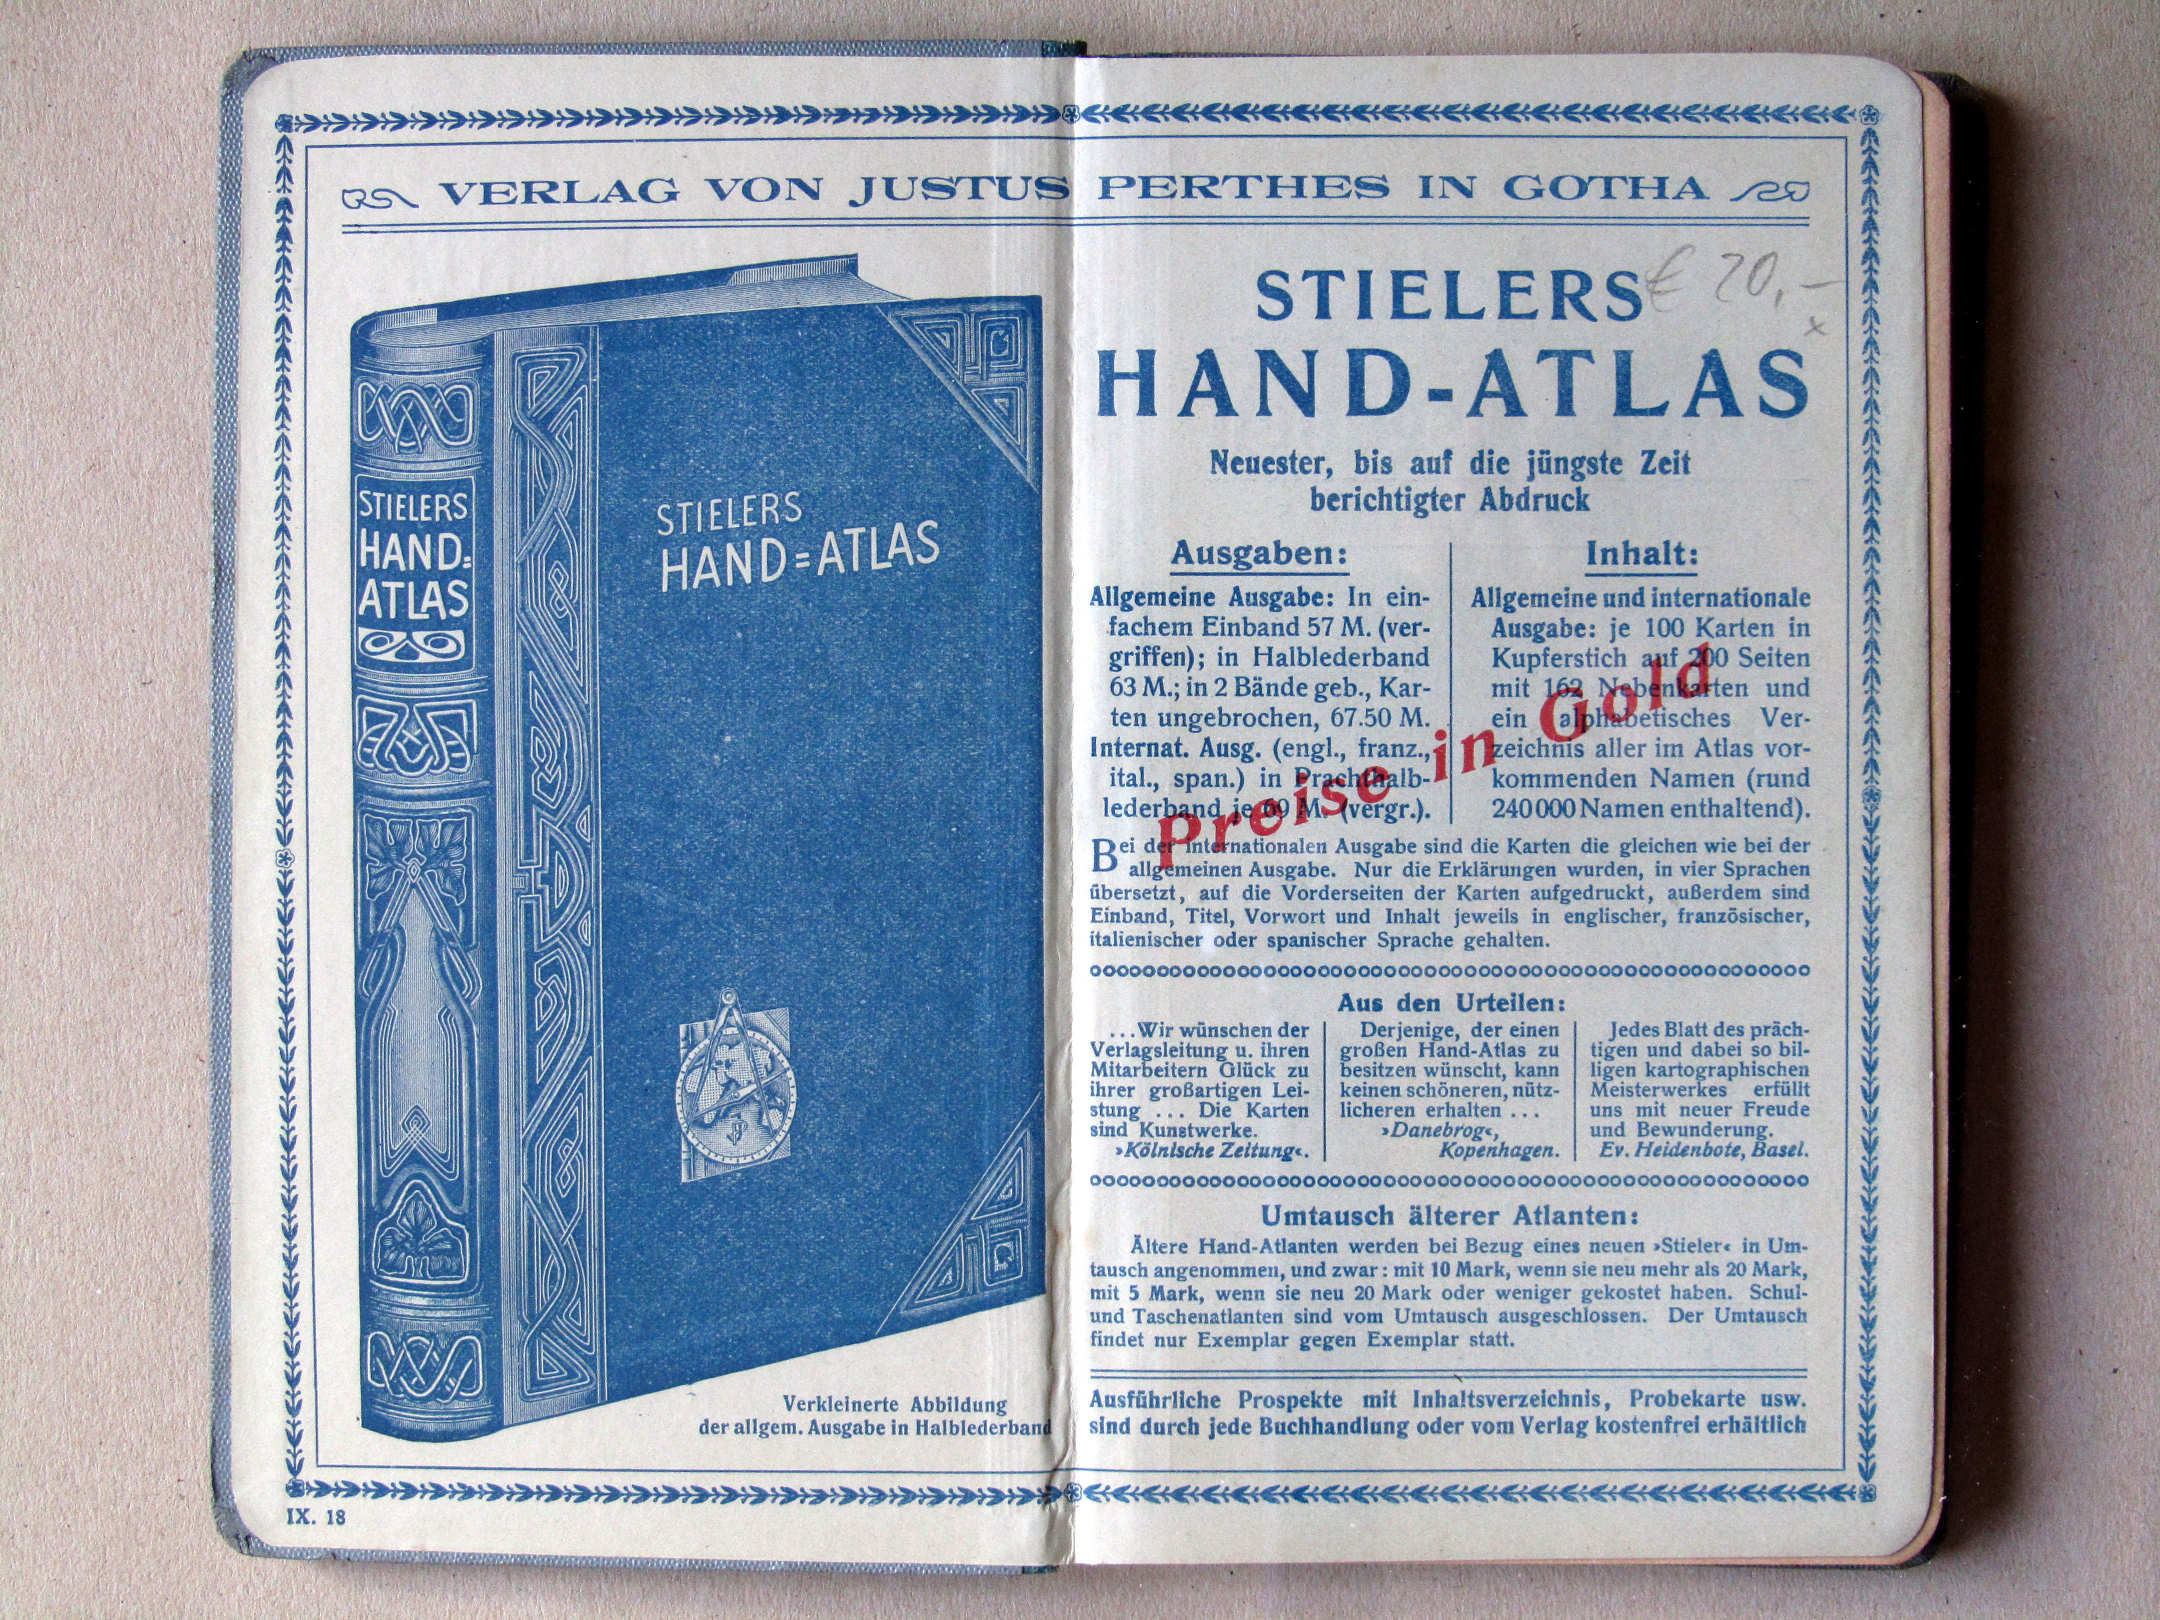 VERLAG VON JUSTUS PERTHES IN GOTHA
STIELERS
HAND=
ATLAS
STIELERS
HAND=ATLAS
Verkleinerte Abbildung
der allgem. Ausgabe in Halblederband
IX. 18
€ 20,-
x
STIELERS
HAND-ATLAS
Neuester, bis auf die jüngste Zeit
berichtigter Abdruck
Ausgaben:
Allgemeine Ausgabe: In ein-
fachem Einband 57 M. (ver-
griffen); in Halblederband
63 M.; in 2 Bände geb., Kar-
ten ungebrochen, 67.50 M.
Internat. Ausg. (engl., franz.,
ital., span.) in Prachthalb-
lederband je 69 M. (vergr.).
Inhalt:
Allgemeine und internationale
Ausgabe: je 100 Karten in
Kupferstich auf 200 Seiten
mit 162 Nebenkarten und
ein alphabetisches Ver-
zeichnis aller im Atlas vor-
kommenden Namen (rund
240000 Namen enthaltend).
Preise in Gold
Bei der internationalen Ausgabe sind die Karten die gleichen wie bei der
allgemeinen Ausgabe. Nur die Erklärungen wurden, in vier Sprachen
übersetzt, auf die Vorderseiten der Karten aufgedruckt, außerdem sind
Einband, Titel, Vorwort und Inhalt jeweils in englischer, französischer,
italienischer oder spanischer Sprache gehalten.
Aus den Urteilen:
...Wir wünschen der
Verlagsleitung u. ihren
Mitarbeitern Glück zu
ihrer großartigen Lei-
stung ... Die Karten
sind Kunstwerke.
›Kölnische Zeitung‹.
Derjenige, der einen
großen Hand-Atlas zu
besitzen wünscht, kann
keinen schöneren, nütz-
licheren erhalten ...
›Danebrog‹,
Kopenhagen.
Jedes Blatt des präch-
tigen und dabei so bil-
ligen kartographischen
Meisterwerkes erfüllt
uns mit neuer Freude
und Bewunderung.
Ev. Heidenbote, Basel.
Umtausch älterer Atlanten:
Ältere Hand-Atlanten werden bei Bezug eines neuen ›Stieler‹ in Um-
tausch angenommen, und zwar: mit 10 Mark, wenn sie neu mehr als 20 Mark,
mit 5 Mark, wenn sie neu 20 Mark oder weniger gekostet haben. Schul-
und Taschenatlanten sind vom Umtausch ausgeschlossen. Der Umtausch
findet nur Exemplar gegen Exemplar statt.
Ausführliche Prospekte mit Inhaltsverzeichnis, Probekarte usw.
sind durch jede Buchhandlung oder vom Verlag kostenfrei erhältlich